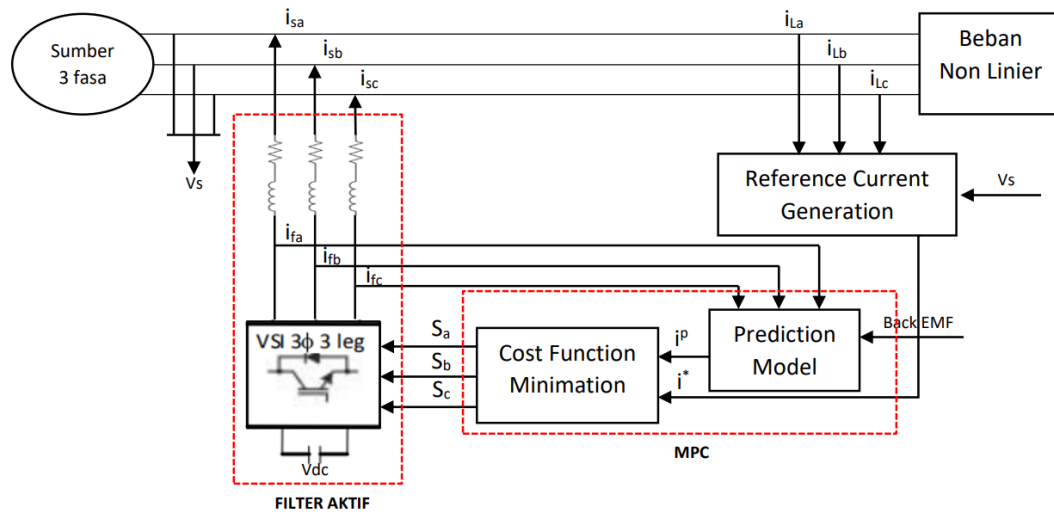 Sumber
3 fasa
isa
isb
isc
iLa
iLb
iLc
Beban
Non Linier
Vs
Reference Current
Generation
Vs
ifa
ifb
ifc
VSI 3ϕ 3 leg
Sa
Sb
Sc
Cost Function
Minimation
iᵖ
i*
Prediction
Model
Back EMF
Vdc
MPC
FILTER AKTIF